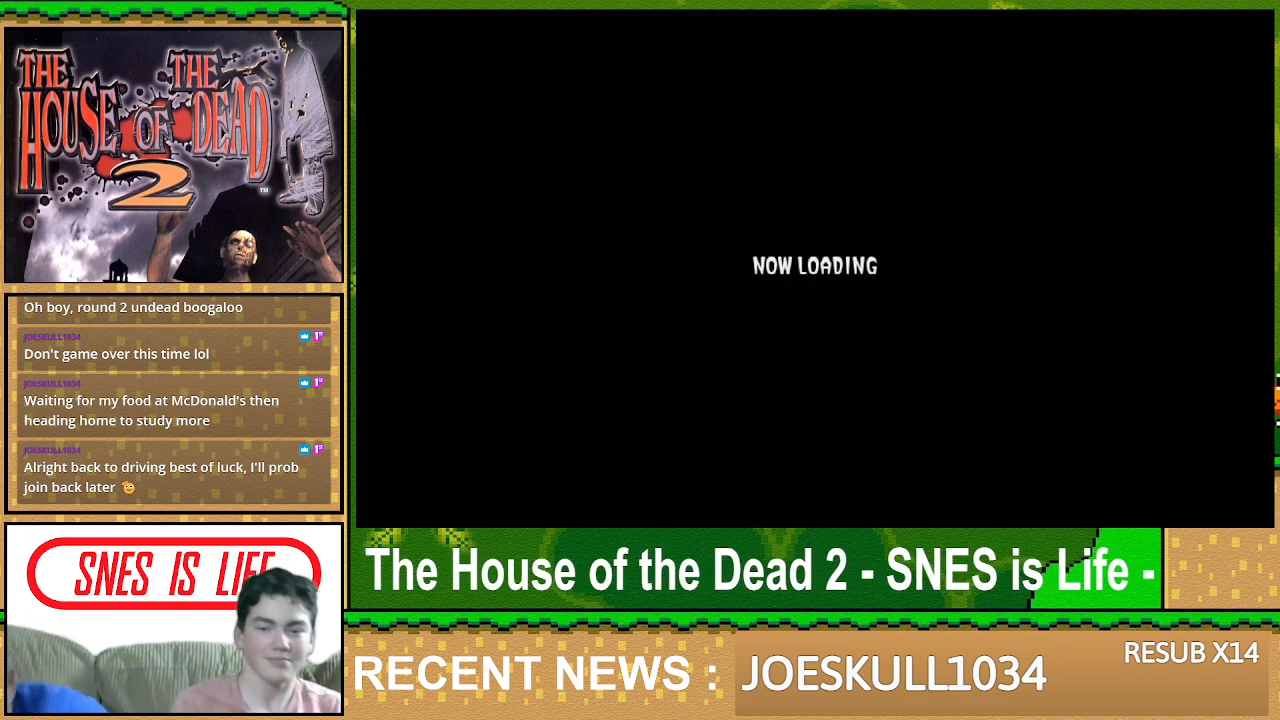 THE HOUSE OF THE DEAD
2
TM
Oh boy, round 2 undead boogaloo
JOESKULL1034
Don't game over this time lol
JOESKULL1034
Waiting for my food at McDonald's then
heading home to study more
JOESKULL1034
Alright back to driving best of luck, I'll prob
join back later
SNES IS LIFE
NOW LOADING
The House of the Dead 2 - SNES is Life -
RECENT NEWS : JOESKULL1034
RESUB X14